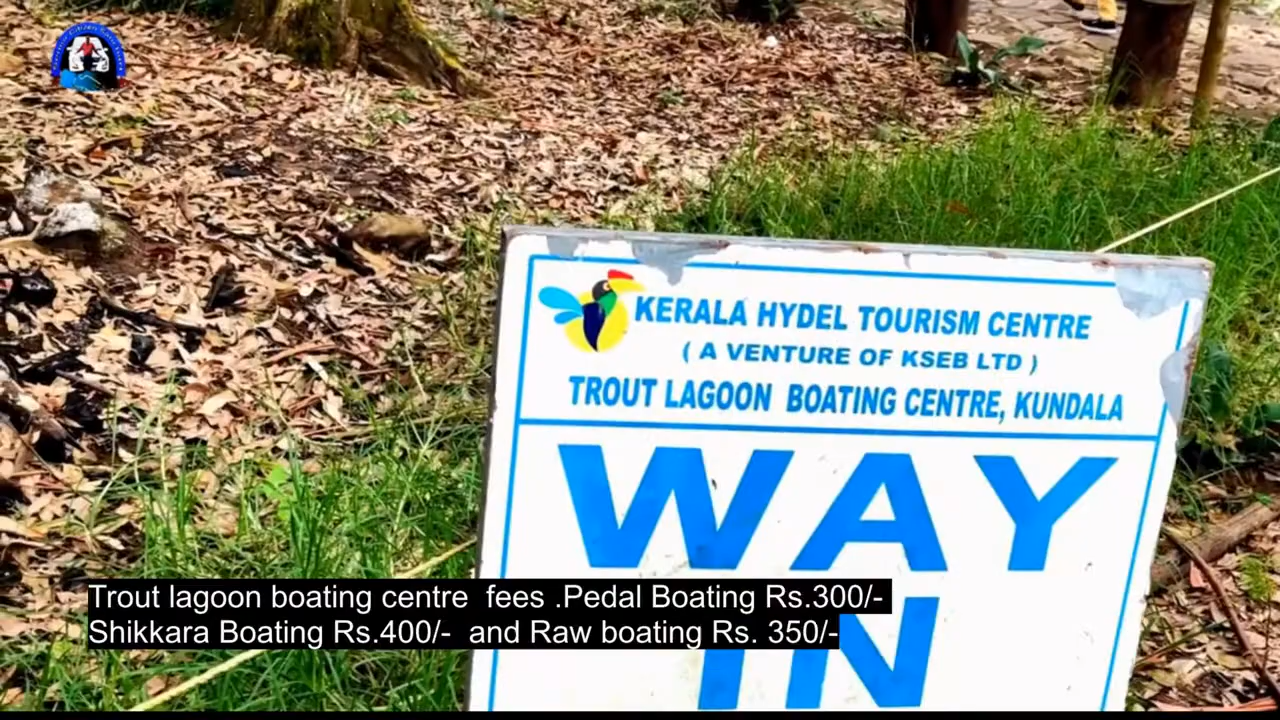 KERALA HYDEL TOURISM CENTRE
( A VENTURE OF KSEB LTD )
TROUT LAGOON BOATING CENTRE, KUNDALA
WAY
IN
Trout lagoon boating centre fees .Pedal Boating Rs.300/-
Shikkara Boating Rs.400/- and Raw boating Rs. 350/-